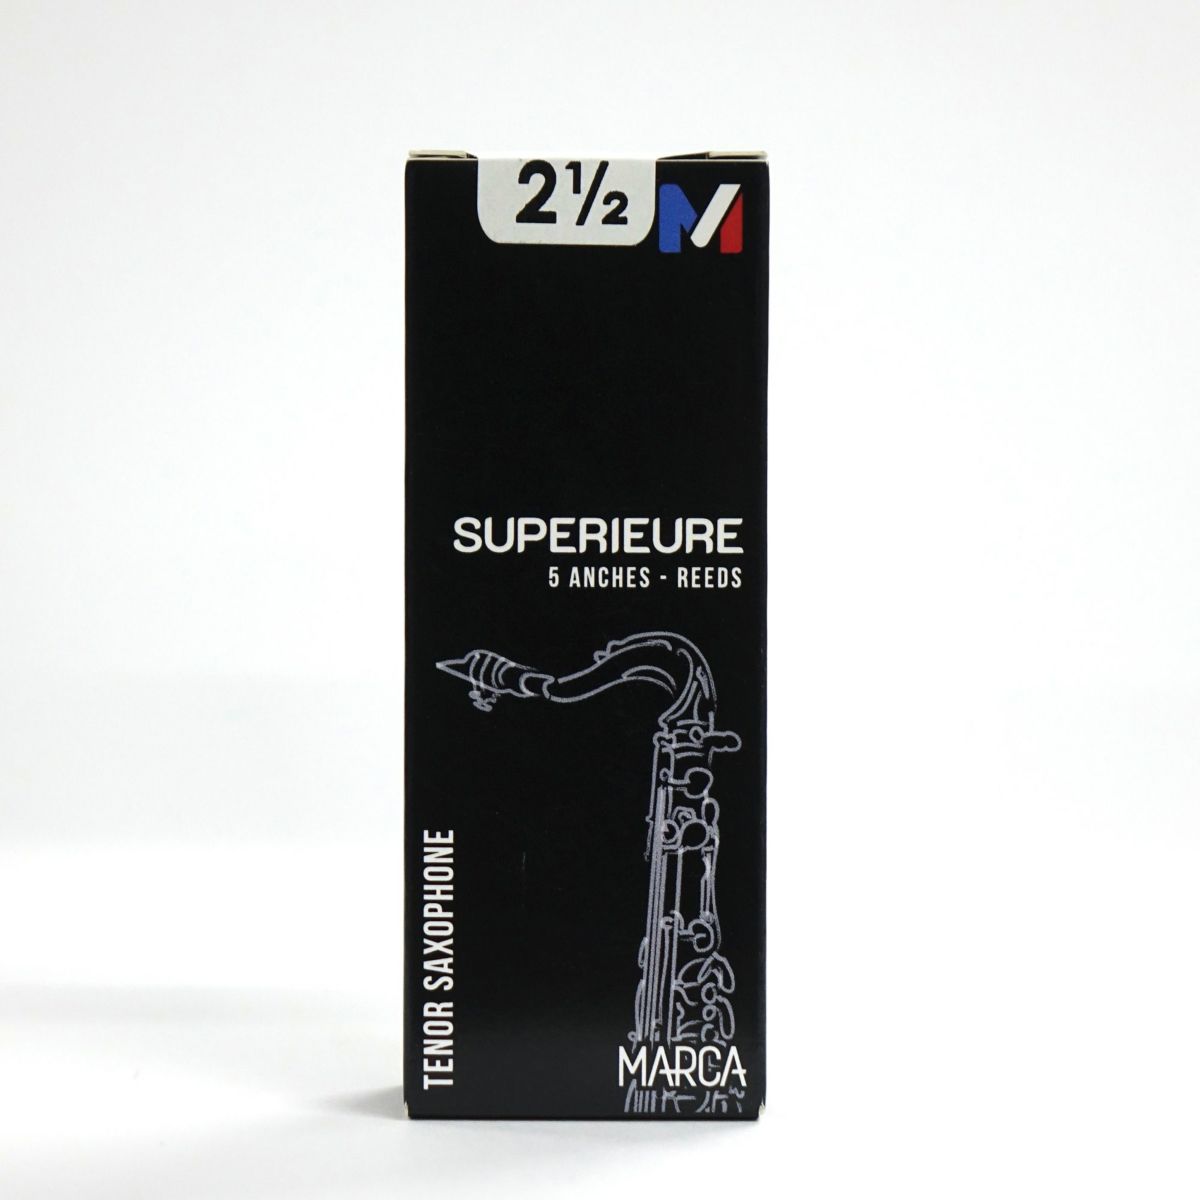 2½
M
SUPERIEURE
5 ANCHES - REEDS
TENOR SAXOPHONE
MARCA